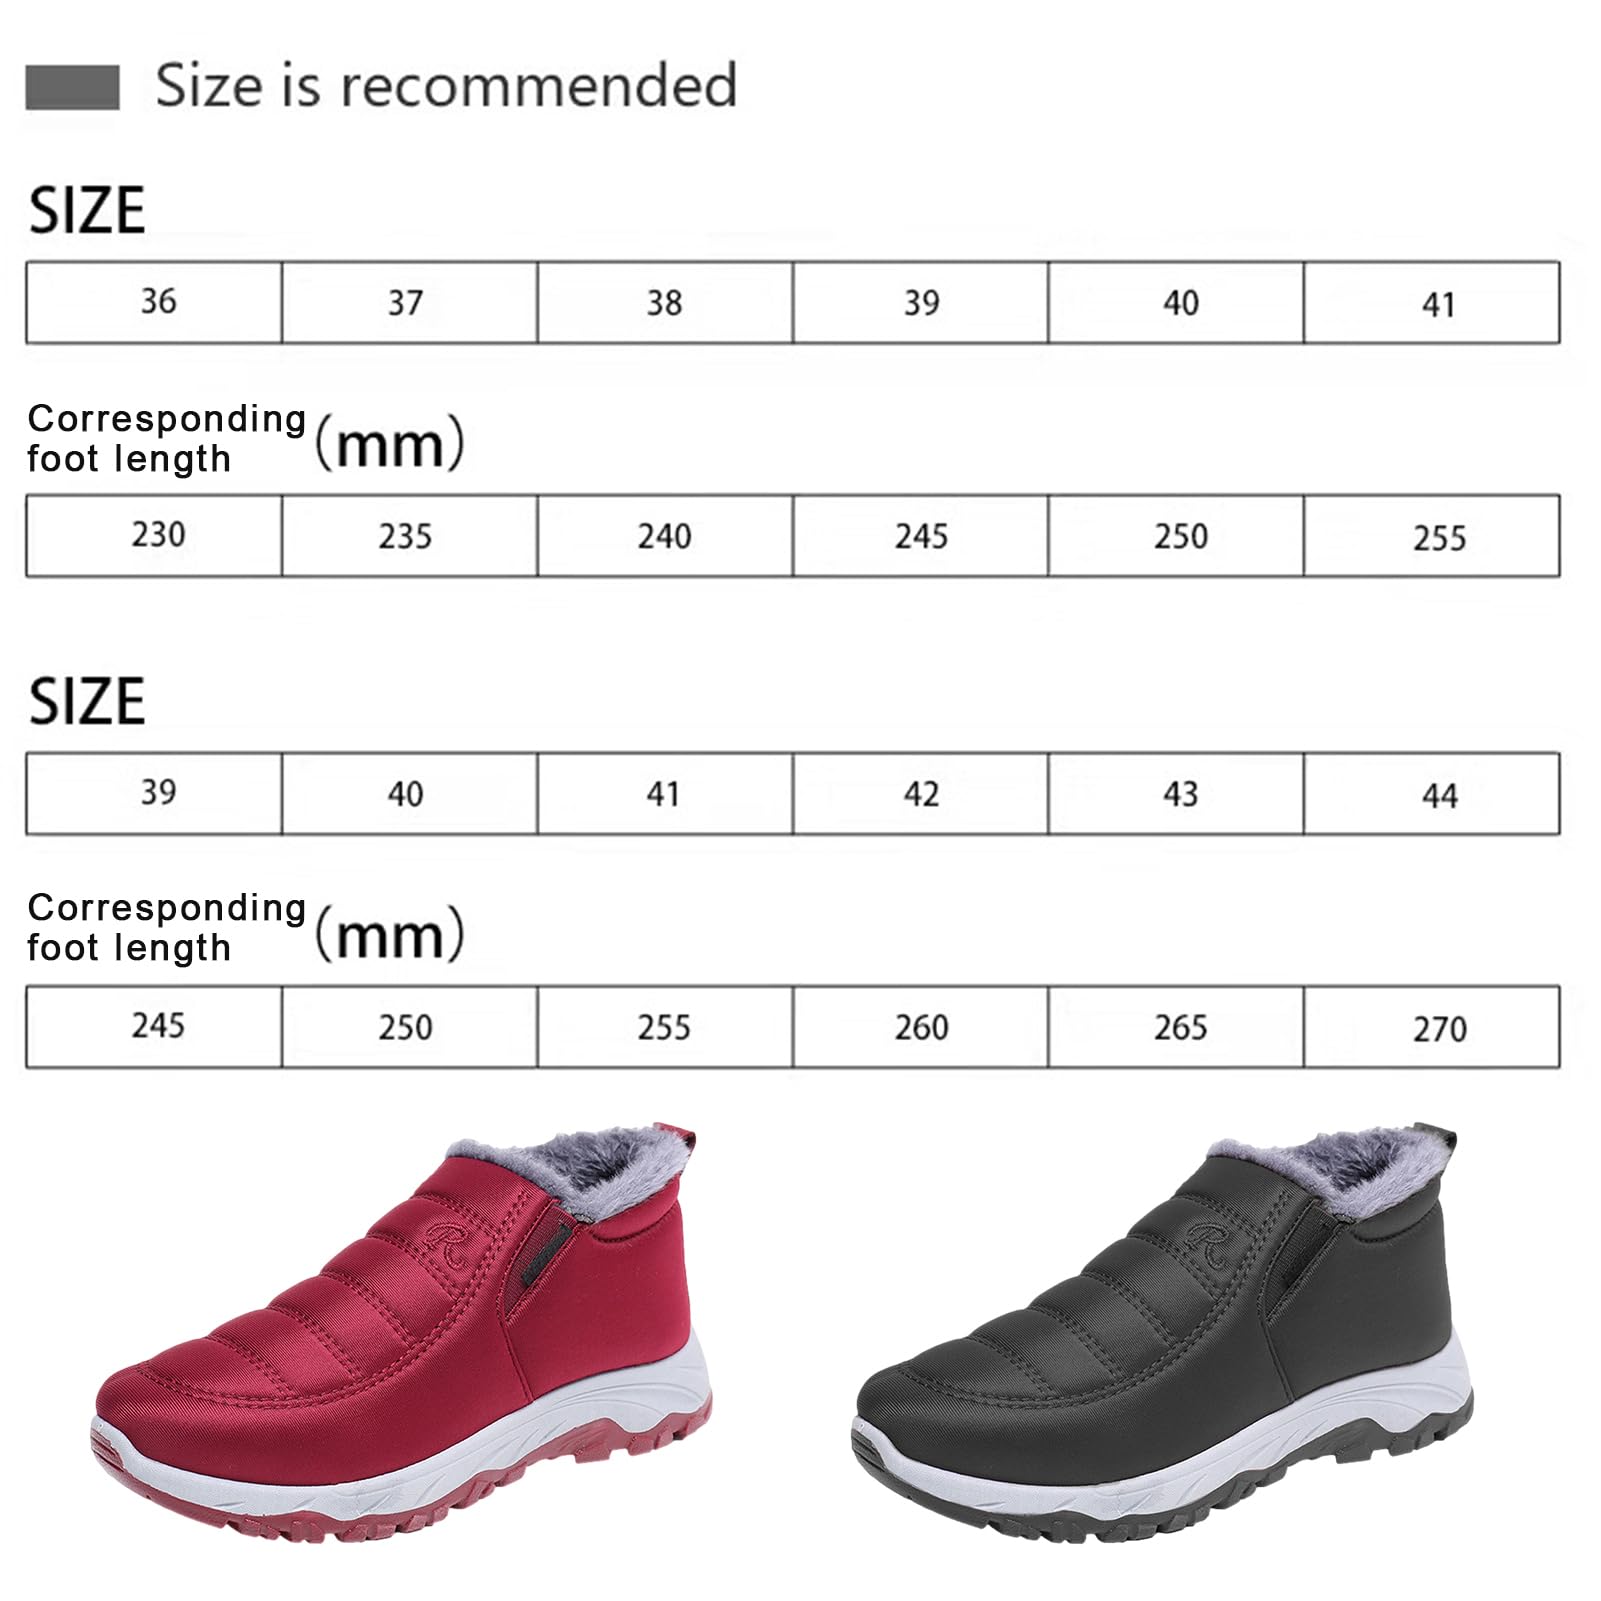 Size is recommended
SIZE
36 37 38 39 40 41
Corresponding
foot length (mm)
230 235 240 245 250 255
SIZE
39 40 41 42 43 44
Corresponding
foot length (mm)
245 250 255 260 265 270
R
R